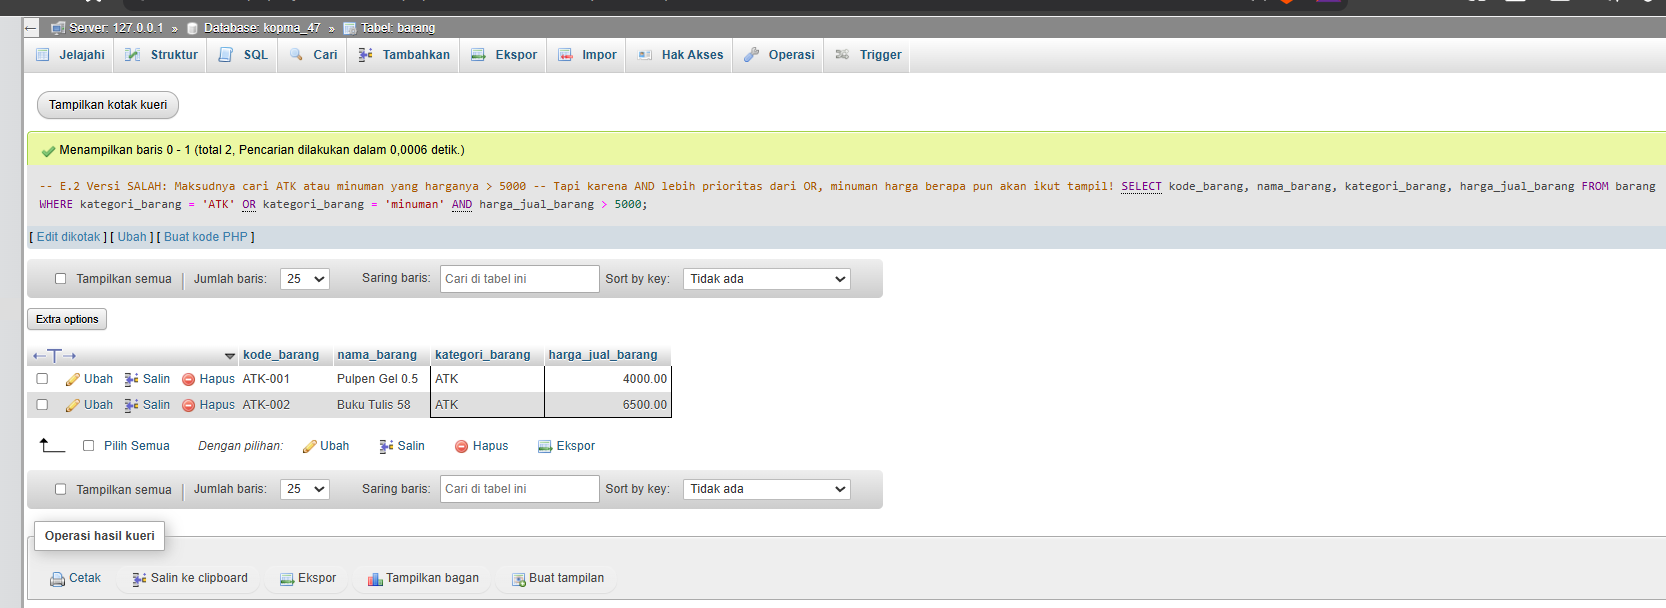 Server: 127.0.0.1 » Database: kopma_47 » Tabel: barang
Jelajahi Struktur SQL Cari Tambahkan Ekspor Impor Hak Akses Operasi Trigger
Tampilkan kotak kueri
Menampilkan baris 0 - 1 (total 2, Pencarian dilakukan dalam 0,0006 detik.)
-- E.2 Versi SALAH: Maksudnya cari ATK atau minuman yang harganya > 5000 -- Tapi karena AND lebih prioritas dari OR, minuman harga berapa pun akan ikut tampil! SELECT kode_barang, nama_barang, kategori_barang, harga_jual_barang FROM barang
WHERE kategori_barang = 'ATK' OR kategori_barang = 'minuman' AND harga_jual_barang > 5000;
[ Edit dikotak ] [ Ubah ] [ Buat kode PHP ]
Tampilkan semua | Jumlah baris: 25 Saring baris: Cari di tabel ini Sort by key: Tidak ada
Extra options
←T→ kode_barang nama_barang kategori_barang harga_jual_barang
Ubah Salin Hapus ATK-001 Pulpen Gel 0.5 ATK 4000.00
Ubah Salin Hapus ATK-002 Buku Tulis 58 ATK 6500.00
Pilih Semua Dengan pilihan: Ubah Salin Hapus Ekspor
Tampilkan semua | Jumlah baris: 25 Saring baris: Cari di tabel ini Sort by key: Tidak ada
Operasi hasil kueri
Cetak Salin ke clipboard Ekspor Tampilkan bagan Buat tampilan